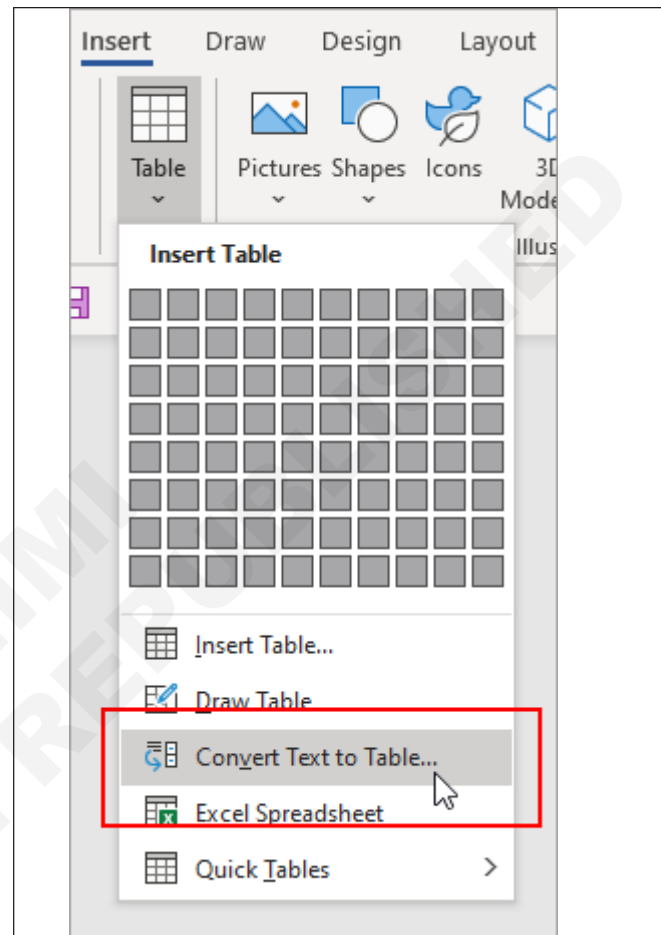 Insert Draw Design Layout
Table Pictures Shapes Icons 3D
Mode
Illus
Insert Table
Insert Table...
Draw Table
Convert Text to Table...
Excel Spreadsheet
Quick Tables
REPUBLISHED